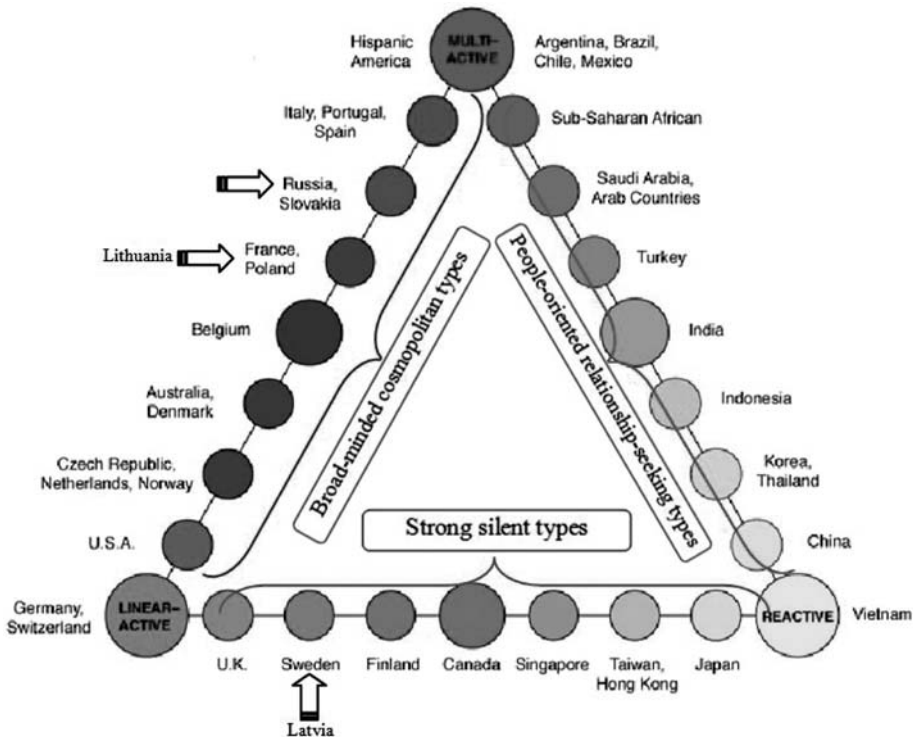 Hispanic
America
MULTI-
ACTIVE
Argentina, Brazil,
Chile, Mexico
Italy, Portugal,
Spain
Sub-Saharan African
Russia,
Slovakia
Saudi Arabia,
Arab Countries
Lithuania
France,
Poland
Turkey
Belgium
India
Broad-minded cosmopolitan types
People-oriented relationship-seeking types
Australia,
Denmark
Indonesia
Czech Republic,
Netherlands, Norway
Korea,
Thailand
Strong silent types
U.S.A.
China
Germany,
Switzerland
LINEAR-
ACTIVE
REACTIVE
Vietnam
U.K.
Sweden
Finland
Canada
Singapore
Taiwan,
Hong Kong
Japan
Latvia